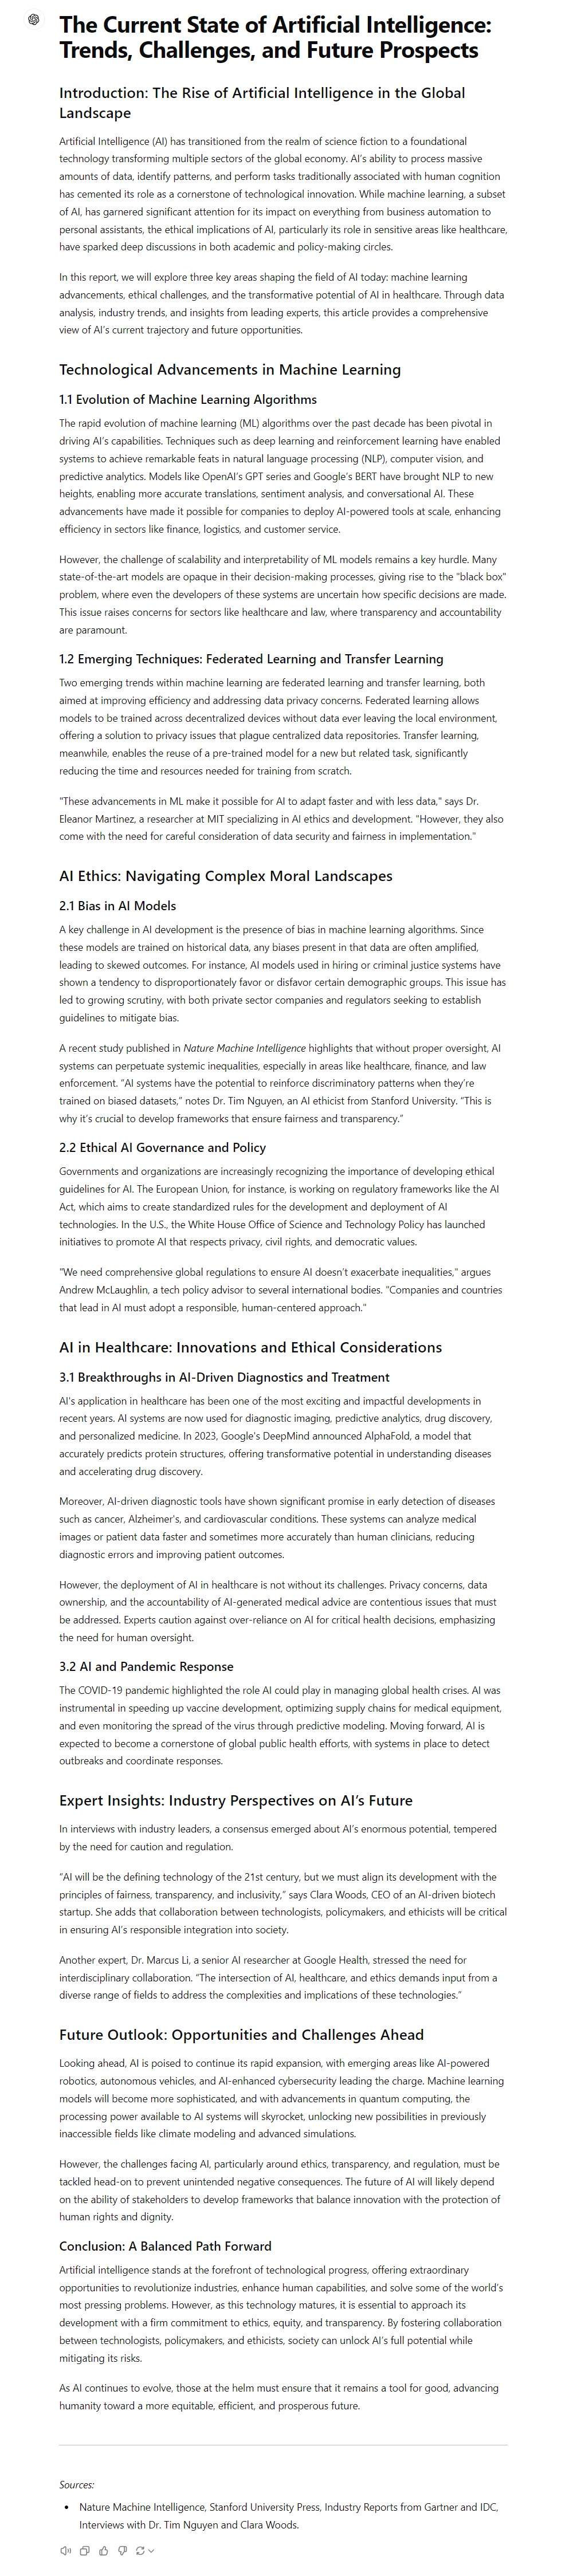 The Current State of Artificial Intelligence:
Trends, Challenges, and Future Prospects
Introduction: The Rise of Artificial Intelligence in the Global
Landscape
Artificial Intelligence (AI) has transitioned from the realm of science fiction to a foundational
technology transforming multiple sectors of the global economy. AI's ability to process massive
amounts of data, identify patterns, and perform tasks traditionally associated with human cognition
has cemented its role as a cornerstone of technological innovation. While machine learning, a subset
of AI, has garnered significant attention for its impact on everything from business automation to
personal assistants, the ethical implications of AI, particularly its role in sensitive areas like healthcare,
have sparked deep discussions in both academic and policy-making circles.
In this report, we will explore three key areas shaping the field of AI today: machine learning
advancements, ethical challenges, and the transformative potential of AI in healthcare. Through data
analysis, industry trends, and insights from leading experts, this article provides a comprehensive
view of AI's current trajectory and future opportunities.
Technological Advancements in Machine Learning
1.1 Evolution of Machine Learning Algorithms
The rapid evolution of machine learning (ML) algorithms over the past decade has been pivotal in
driving AI's capabilities. Techniques such as deep learning and reinforcement learning have enabled
systems to achieve remarkable feats in natural language processing (NLP), computer vision, and
predictive analytics. Models like OpenAI's GPT series and Google's BERT have brought NLP to new
heights, enabling more accurate translations, sentiment analysis, and conversational AI. These
advancements have made it possible for companies to deploy AI-powered tools at scale, enhancing
efficiency in sectors like finance, logistics, and customer service.
However, the challenge of scalability and interpretability of ML models remains a key hurdle. Many
state-of-the-art models are opaque in their decision-making processes, giving rise to the "black box"
problem, where even the developers of these systems are uncertain how specific decisions are made.
This issue raises concerns for sectors like healthcare and law, where transparency and accountability
are paramount.
1.2 Emerging Techniques: Federated Learning and Transfer Learning
Two emerging trends within machine learning are federated learning and transfer learning, both
aimed at improving efficiency and addressing data privacy concerns. Federated learning allows
models to be trained across decentralized devices without data ever leaving the local environment,
offering a solution to privacy issues that plague centralized data repositories. Transfer learning,
meanwhile, enables the reuse of a pre-trained model for a new but related task, significantly
reducing the time and resources needed for training from scratch.
"These advancements in ML make it possible for AI to adapt faster and with less data," says Dr.
Eleanor Martinez, a researcher at MIT specializing in AI ethics and development. "However, they also
come with the need for careful consideration of data security and fairness in implementation."
AI Ethics: Navigating Complex Moral Landscapes
2.1 Bias in AI Models
A key challenge in AI development is the presence of bias in machine learning algorithms. Since
these models are trained on historical data, any biases present in that data are often amplified,
leading to skewed outcomes. For instance, AI models used in hiring or criminal justice systems have
shown a tendency to disproportionately favor or disfavor certain demographic groups. This issue has
led to growing scrutiny, with both private sector companies and regulators seeking to establish
guidelines to mitigate bias.
A recent study published in Nature Machine Intelligence highlights that without proper oversight, AI
systems can perpetuate systemic inequalities, especially in areas like healthcare, finance, and law
enforcement. "AI systems have the potential to reinforce discriminatory patterns when they're
trained on biased datasets," notes Dr. Tim Nguyen, an AI ethicist from Stanford University. "This is
why it's crucial to develop frameworks that ensure fairness and transparency."
2.2 Ethical AI Governance and Policy
Governments and organizations are increasingly recognizing the importance of developing ethical
guidelines for AI. The European Union, for instance, is working on regulatory frameworks like the AI
Act, which aims to create standardized rules for the development and deployment of AI
technologies. In the U.S., the White House Office of Science and Technology Policy has launched
initiatives to promote AI that respects privacy, civil rights, and democratic values.
"We need comprehensive global regulations to ensure AI doesn't exacerbate inequalities," argues
Andrew McLaughlin, a tech policy advisor to several international bodies. "Companies and countries
that lead in AI must adopt a responsible, human-centered approach."
AI in Healthcare: Innovations and Ethical Considerations
3.1 Breakthroughs in AI-Driven Diagnostics and Treatment
AI's application in healthcare has been one of the most exciting and impactful developments in
recent years. AI systems are now used for diagnostic imaging, predictive analytics, drug discovery,
and personalized medicine. In 2023, Google's DeepMind announced AlphaFold, a model that
accurately predicts protein structures, offering transformative potential in understanding diseases
and accelerating drug discovery.
Moreover, AI-driven diagnostic tools have shown significant promise in early detection of diseases
such as cancer, Alzheimer's, and cardiovascular conditions. These systems can analyze medical
images or patient data faster and sometimes more accurately than human clinicians, reducing
diagnostic errors and improving patient outcomes.
However, the deployment of AI in healthcare is not without its challenges. Privacy concerns, data
ownership, and the accountability of AI-generated medical advice are contentious issues that must
be addressed. Experts caution against over-reliance on AI for critical health decisions, emphasizing
the need for human oversight.
3.2 AI and Pandemic Response
The COVID-19 pandemic highlighted the role AI could play in managing global health crises. AI was
instrumental in speeding up vaccine development, optimizing supply chains for medical equipment,
and even monitoring the spread of the virus through predictive modeling. Moving forward, AI is
expected to become a cornerstone of global public health efforts, with systems in place to detect
outbreaks and coordinate responses.
Expert Insights: Industry Perspectives on AI's Future
In interviews with industry leaders, a consensus emerged about AI's enormous potential, tempered
by the need for caution and regulation.
"AI will be the defining technology of the 21st century, but we must align its development with the
principles of fairness, transparency, and inclusivity," says Clara Woods, CEO of an AI-driven biotech
startup. She adds that collaboration between technologists, policymakers, and ethicists will be critical
in ensuring AI's responsible integration into society.
Another expert, Dr. Marcus Li, a senior AI researcher at Google Health, stressed the need for
interdisciplinary collaboration. "The intersection of AI, healthcare, and ethics demands input from a
diverse range of fields to address the complexities and implications of these technologies."
Future Outlook: Opportunities and Challenges Ahead
Looking ahead, AI is poised to continue its rapid expansion, with emerging areas like AI-powered
robotics, autonomous vehicles, and AI-enhanced cybersecurity leading the charge. Machine learning
models will become more sophisticated, and with advancements in quantum computing, the
processing power available to AI systems will skyrocket, unlocking new possibilities in previously
inaccessible fields like climate modeling and advanced simulations.
However, the challenges facing AI, particularly around ethics, transparency, and regulation, must be
tackled head-on to prevent unintended negative consequences. The future of AI will likely depend
on the ability of stakeholders to develop frameworks that balance innovation with the protection of
human rights and dignity.
Conclusion: A Balanced Path Forward
Artificial intelligence stands at the forefront of technological progress, offering extraordinary
opportunities to revolutionize industries, enhance human capabilities, and solve some of the world's
most pressing problems. However, as this technology matures, it is essential to approach its
development with a firm commitment to ethics, equity, and transparency. By fostering collaboration
between technologists, policymakers, and ethicists, society can unlock AI's full potential while
mitigating its risks.
As AI continues to evolve, those at the helm must ensure that it remains a tool for good, advancing
humanity toward a more equitable, efficient, and prosperous future.
Sources:
• Nature Machine Intelligence, Stanford University Press, Industry Reports from Gartner and IDC,
Interviews with Dr. Tim Nguyen and Clara Woods.